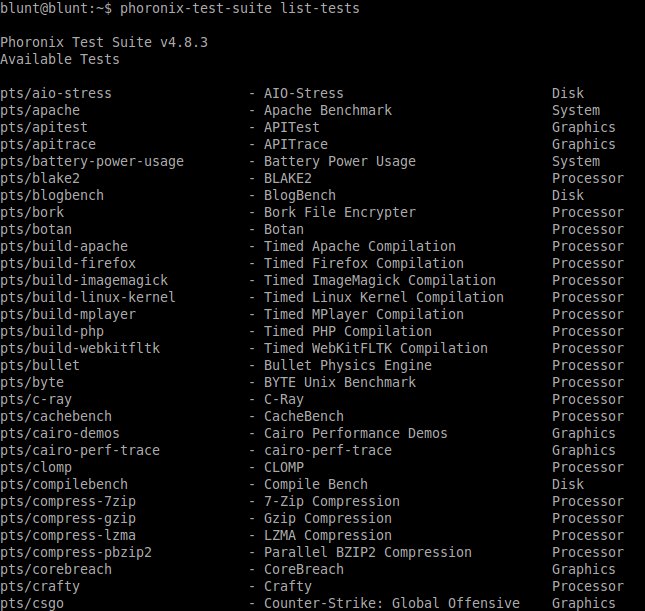 blunt@blunt:~$ phoronix-test-suite list-tests
Phoronix Test Suite v4.8.3
Available Tests
pts/aio-stress - AIO-Stress Disk
pts/apache - Apache Benchmark System
pts/apitest - APITest Graphics
pts/apitrace - APITrace Graphics
pts/battery-power-usage - Battery Power Usage System
pts/blake2 - BLAKE2 Processor
pts/blogbench - BlogBench Disk
pts/bork - Bork File Encrypter Processor
pts/botan - Botan Processor
pts/build-apache - Timed Apache Compilation Processor
pts/build-firefox - Timed Firefox Compilation Processor
pts/build-imagemagick - Timed ImageMagick Compilation Processor
pts/build-linux-kernel - Timed Linux Kernel Compilation Processor
pts/build-mplayer - Timed MPlayer Compilation Processor
pts/build-php - Timed PHP Compilation Processor
pts/build-webkitfltk - Timed WebKitFLTK Compilation Processor
pts/bullet - Bullet Physics Engine Processor
pts/byte - BYTE Unix Benchmark Processor
pts/c-ray - C-Ray Processor
pts/cachebench - CacheBench Processor
pts/cairo-demos - Cairo Performance Demos Graphics
pts/cairo-perf-trace - cairo-perf-trace Graphics
pts/clomp - CLOMP Processor
pts/compilebench - Compile Bench Disk
pts/compress-7zip - 7-Zip Compression Processor
pts/compress-gzip - Gzip Compression Processor
pts/compress-lzma - LZMA Compression Processor
pts/compress-pbzip2 - Parallel BZIP2 Compression Processor
pts/corebreach - CoreBreach Graphics
pts/crafty - Crafty Processor
pts/csgo - Counter-Strike: Global Offensive Graphics